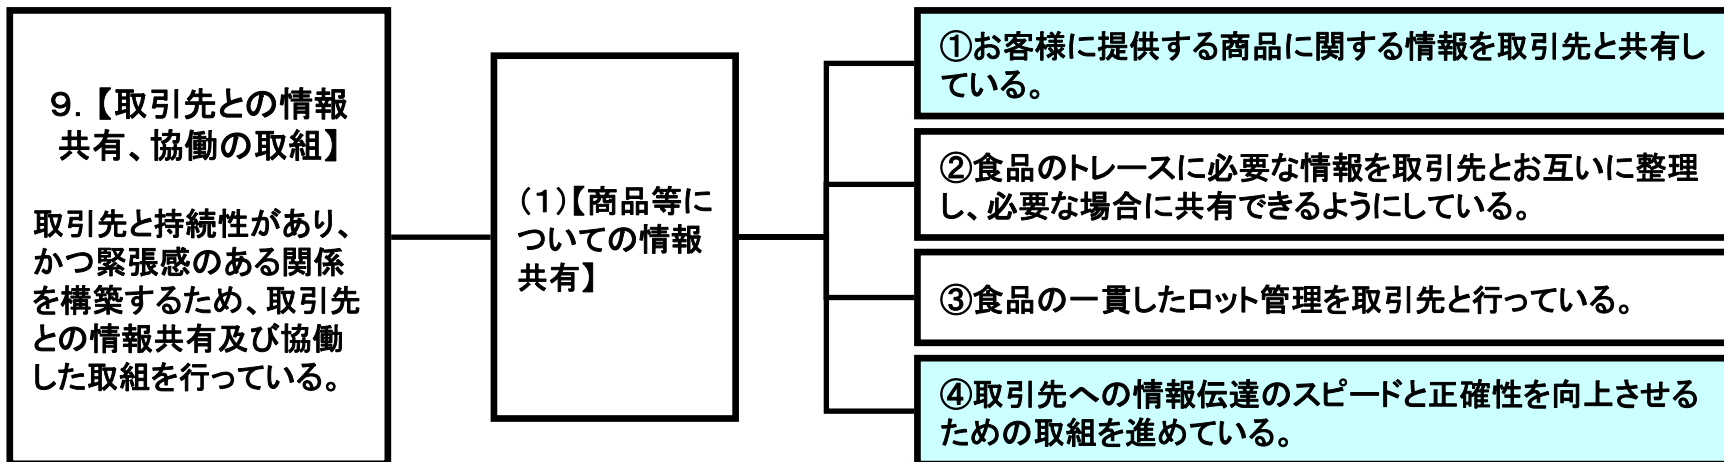 9.【取引先との情報
共有、協働の取組】
取引先と持続性があり、
かつ緊張感のある関係
を構築するため、取引先
との情報共有及び協働
した取組を行っている。
(1)【商品等に
ついての情報
共有】
①お客様に提供する商品に関する情報を取引先と共有し
ている。
②食品のトレースに必要な情報を取引先とお互いに整理
し、必要な場合に共有できるようにしている。
③食品の一貫したロット管理を取引先と行っている。
④取引先への情報伝達のスピードと正確性を向上させる
ための取組を進めている。